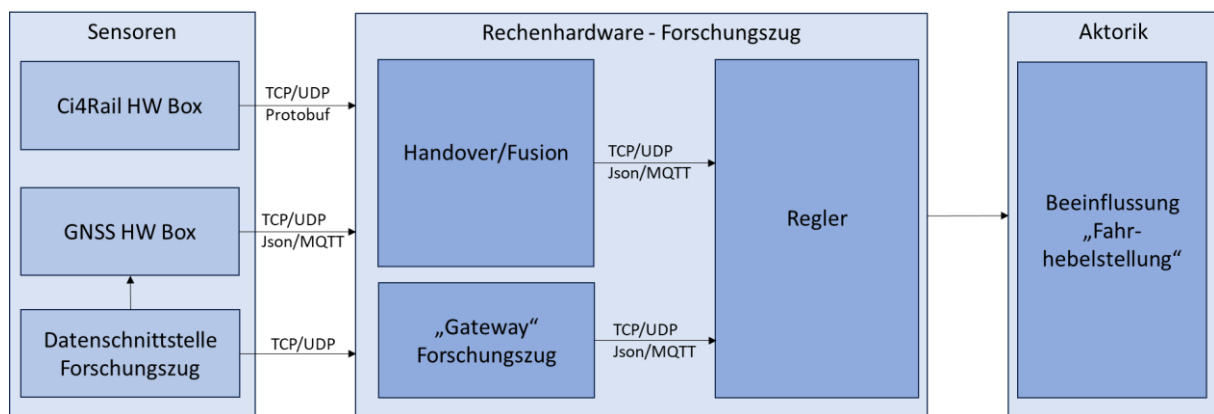 Sensoren
Ci4Rail HW Box
GNSS HW Box
Datenschnittstelle
Forschungszug
TCP/UDP
Protobuf
TCP/UDP
Json/MQTT
TCP/UDP
Rechenhardware - Forschungszug
Handover/Fusion
„Gateway“
Forschungszug
TCP/UDP
Json/MQTT
TCP/UDP
Json/MQTT
Regler
Aktorik
Beeinflussung
„Fahr-
hebelstellung“